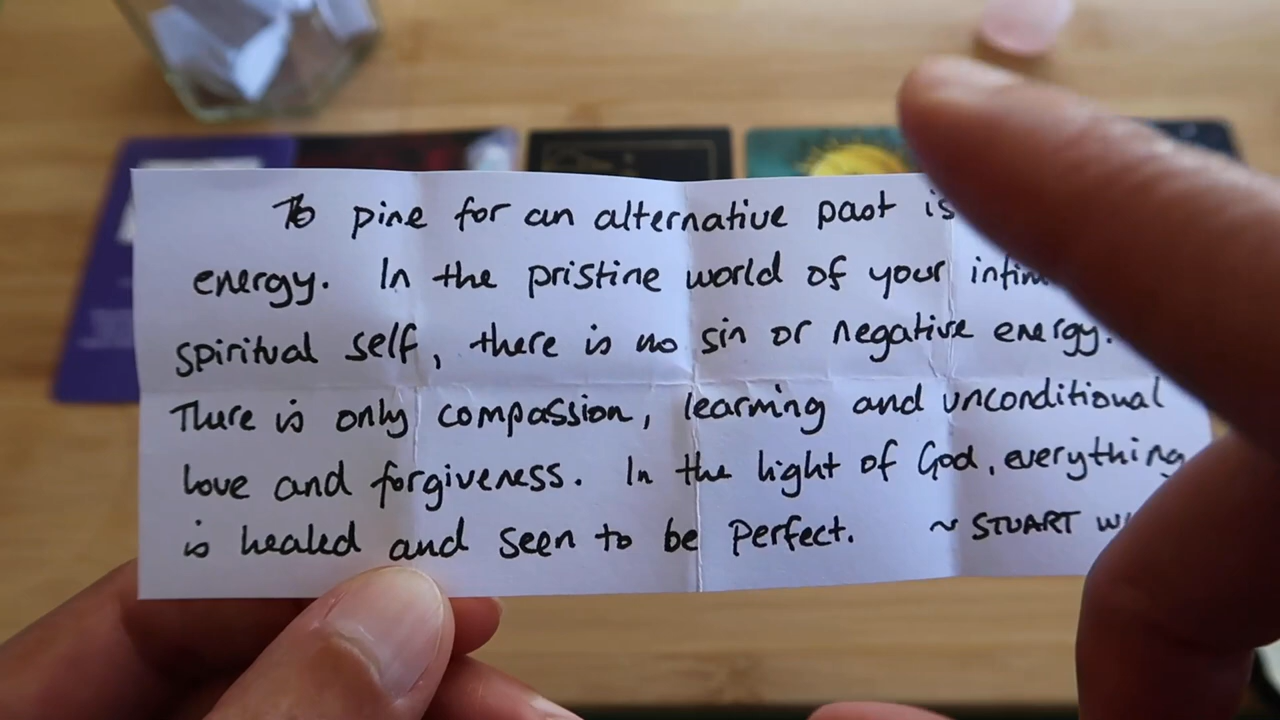 To pine for an alternative past is
energy. In the pristine world of your
spiritual self, there is no sin or negative energy.
There is only compassion, learning and unconditional
love and forgiveness. In the light of God, everything
is healed and seen to be perfect. ~ STUART